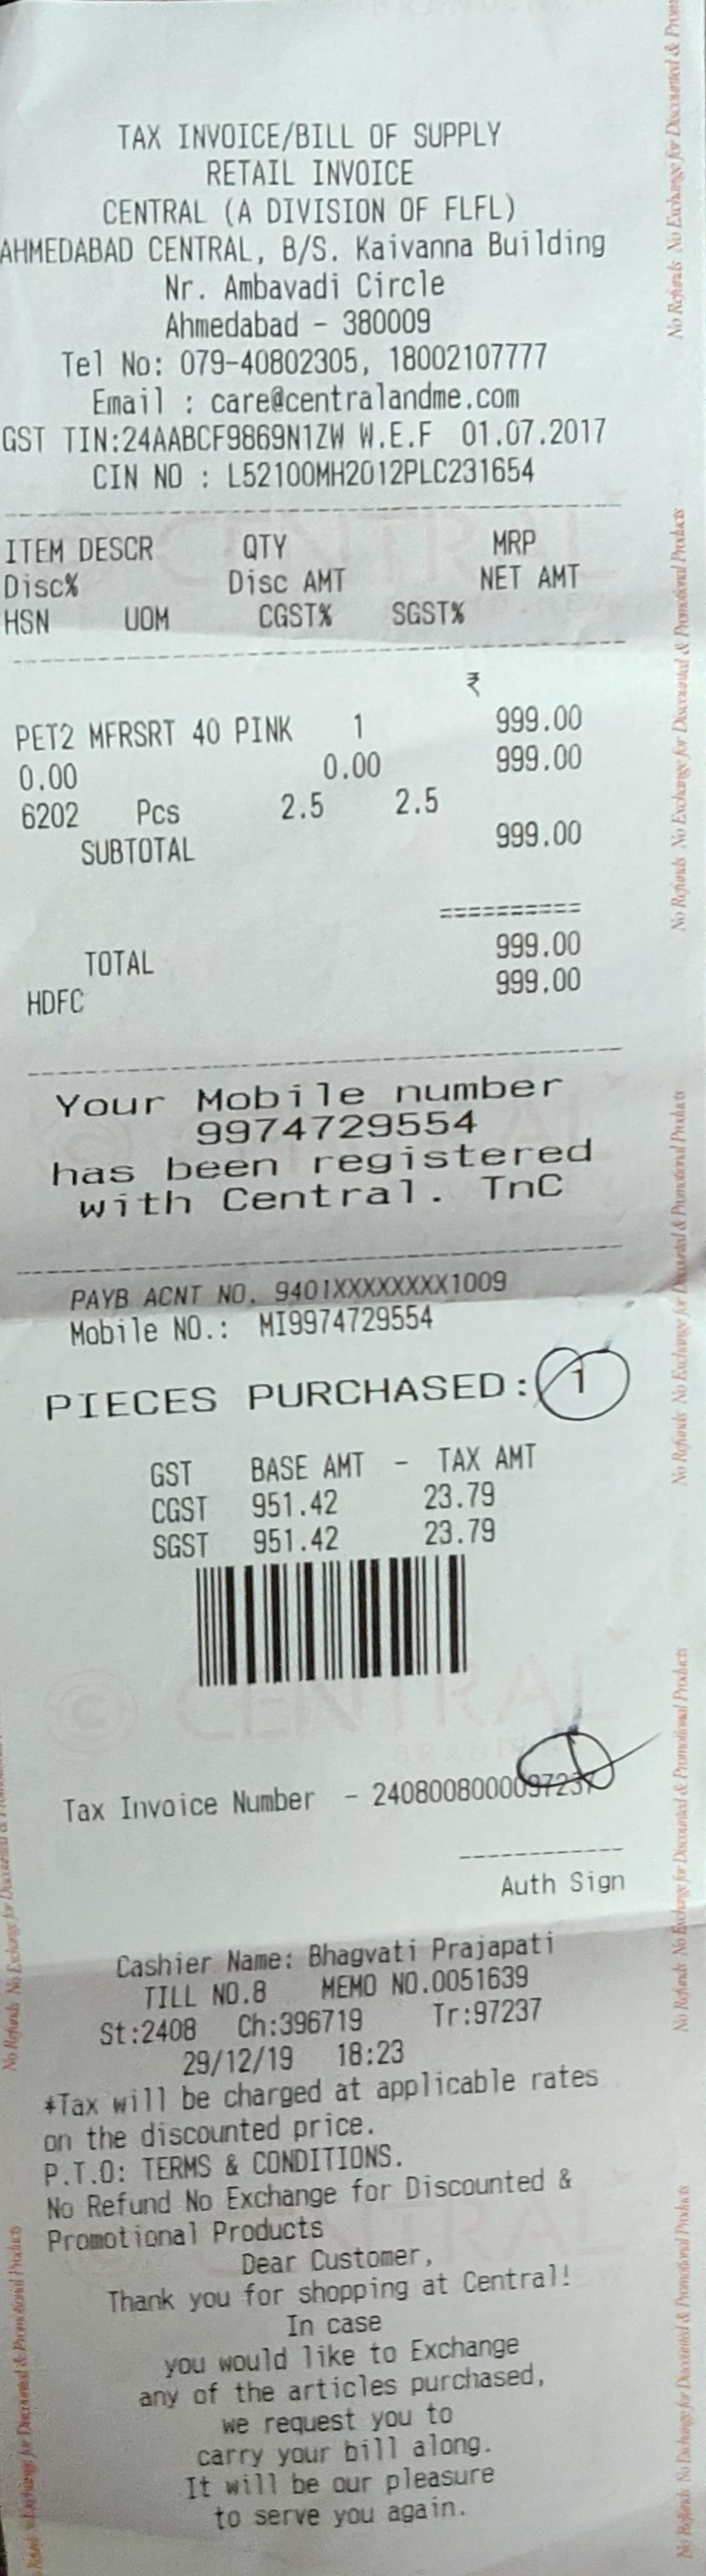 TAX INVOICE/BILL OF SUPPLY
RETAIL INVOICE
CENTRAL (A DIVISION OF FLFL)
AHMEDABAD CENTRAL, B/S. Kaivanna Building
Nr. Ambavadi Circle
Ahmedabad - 380009
Tel No: 079-40802305, 18002107777
Email : care@centralandme.com
GST TIN:24AABCF9869N1ZW W.E.F 01.07.2017
CIN NO : L52100MH2012PLC231654
ITEM DESCR QTY MRP
Disc% Disc AMT NET AMT
HSN UOM CGST% SGST%
₹
PET2 MFRSRT 40 PINK 1 999.00
0.00 0.00 999.00
6202 Pcs 2.5 2.5
SUBTOTAL 999.00
==========
TOTAL 999.00
HDFC 999.00
Your Mobile number
9974729554
has been registered
with Central. TnC
PAYB ACNT NO. 9401XXXXXXXX1009
Mobile NO.: MI9974729554
PIECES PURCHASED: 1
GST BASE AMT - TAX AMT
CGST 951.42 23.79
SGST 951.42 23.79
© CENTRAL
Tax Invoice Number - 2408008000097237
Auth Sign
Cashier Name: Bhagvati Prajapati
TILL NO.8 MEMO NO.0051639
St:2408 Ch:396719 Tr:97237
29/12/19 18:23
*Tax will be charged at applicable rates
on the discounted price.
P.T.O: TERMS & CONDITIONS.
No Refund No Exchange for Discounted &
Promotional Products
Dear Customer,
Thank you for shopping at Central!
In case
you would like to Exchange
any of the articles purchased,
we request you to
carry your bill along.
It will be our pleasure
to serve you again.
No Refunds No Exchange for Discounted & Promotional Products